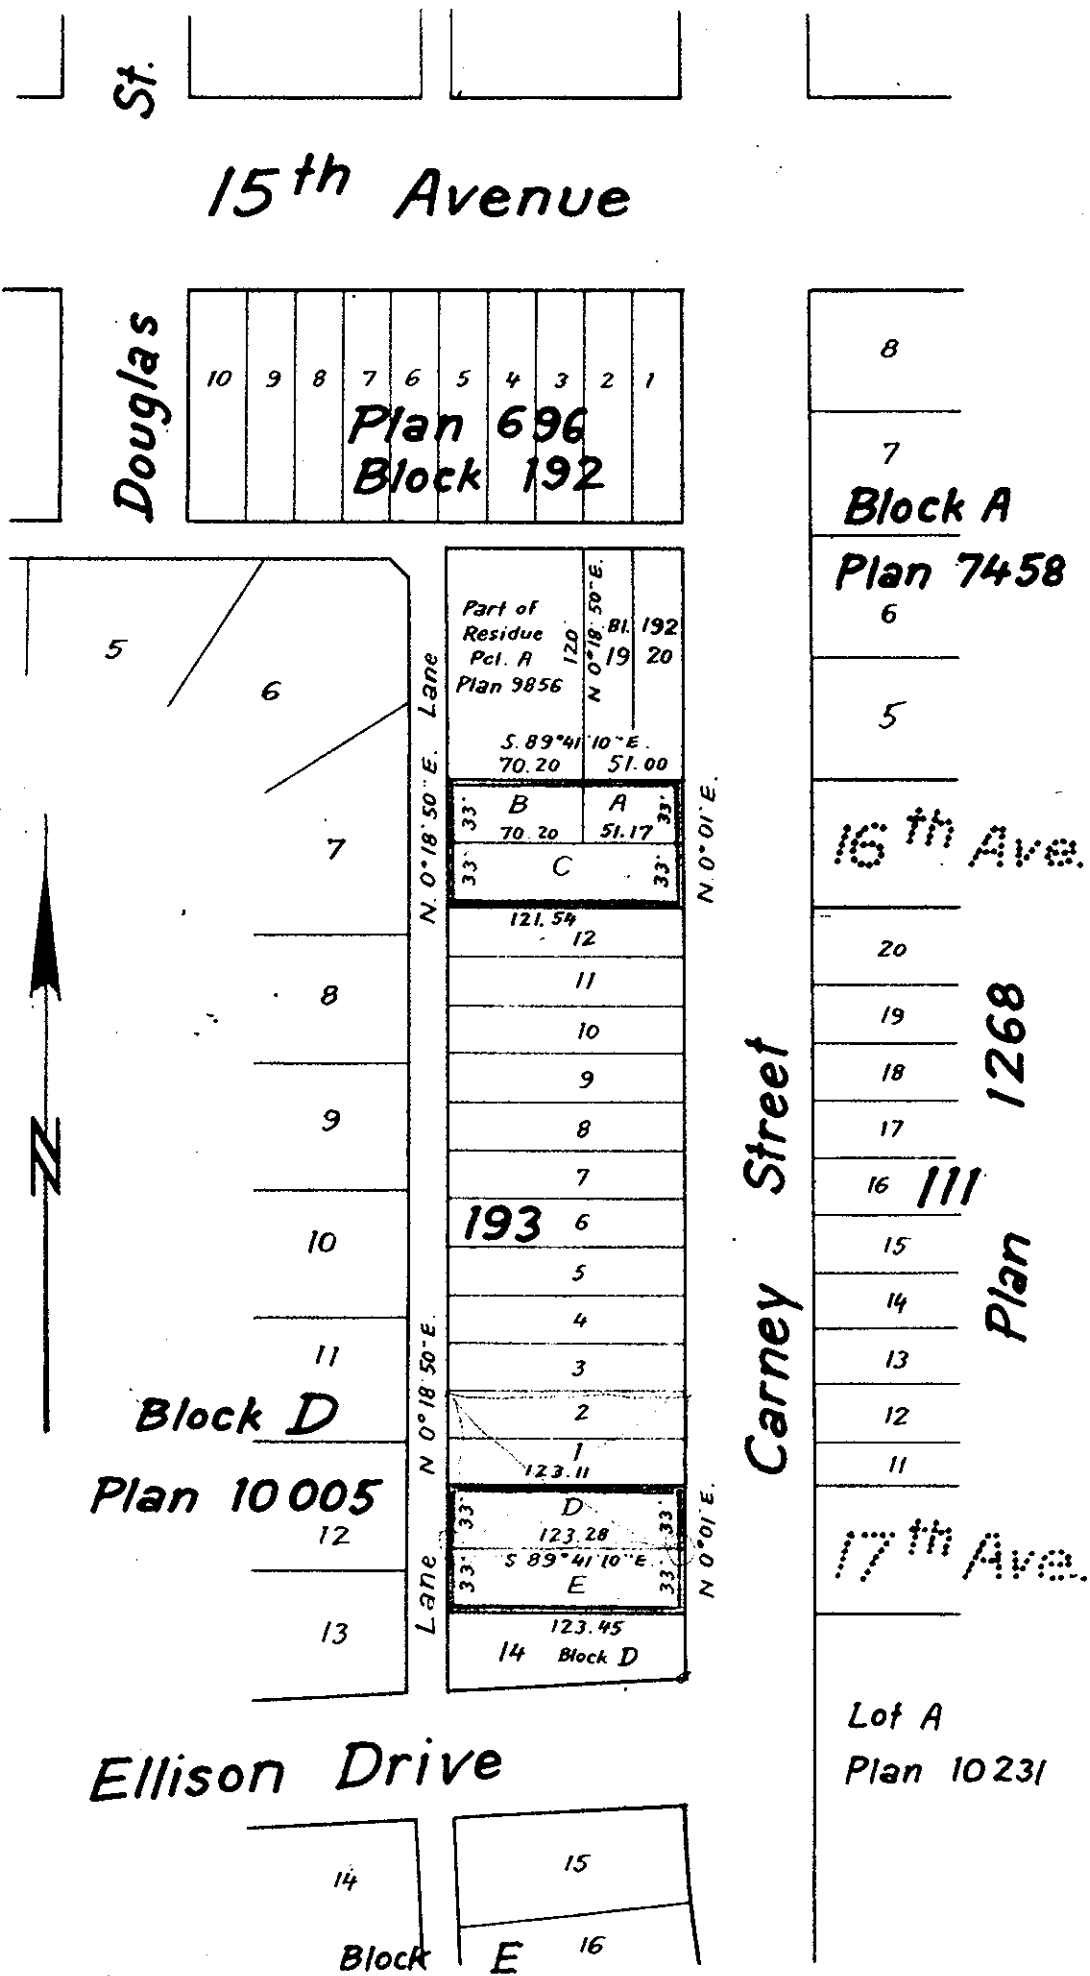 St.
15th Avenue
Douglas
10 9 8 7 6 5 4 3 2 1
Plan 696
Block 192
8
7
Block A
Plan 7458
6
5
5
6
7
Lane
N. 0°18'50"E.
Part of
Residue
Pcl. A
Plan 9856
120
N 0°18'50"E.
Bl. 192
19 20
S. 89°41'10"E.
70.20 51.00
33' B A 33'
70.20 51.17
33' C 33'
121.54
N. 0°01'E.
16th Ave.
12
11
10
9
8
7
193 6
5
4
3
2
1
123.11
8
9
10
11
Block D
Plan 10005
12
13
N
N 0°18'50"E.
Lane
33' D 33'
123.28
S 89°41'10"E.
33' E 33'
123.45
14 Block D
N 0°01'E.
Carney Street
20
19
18
17
16 111
15
14
13
12
11
Plan 1268
17th Ave.
Lot A
Plan 10231
Ellison Drive
14
15
16
Block E